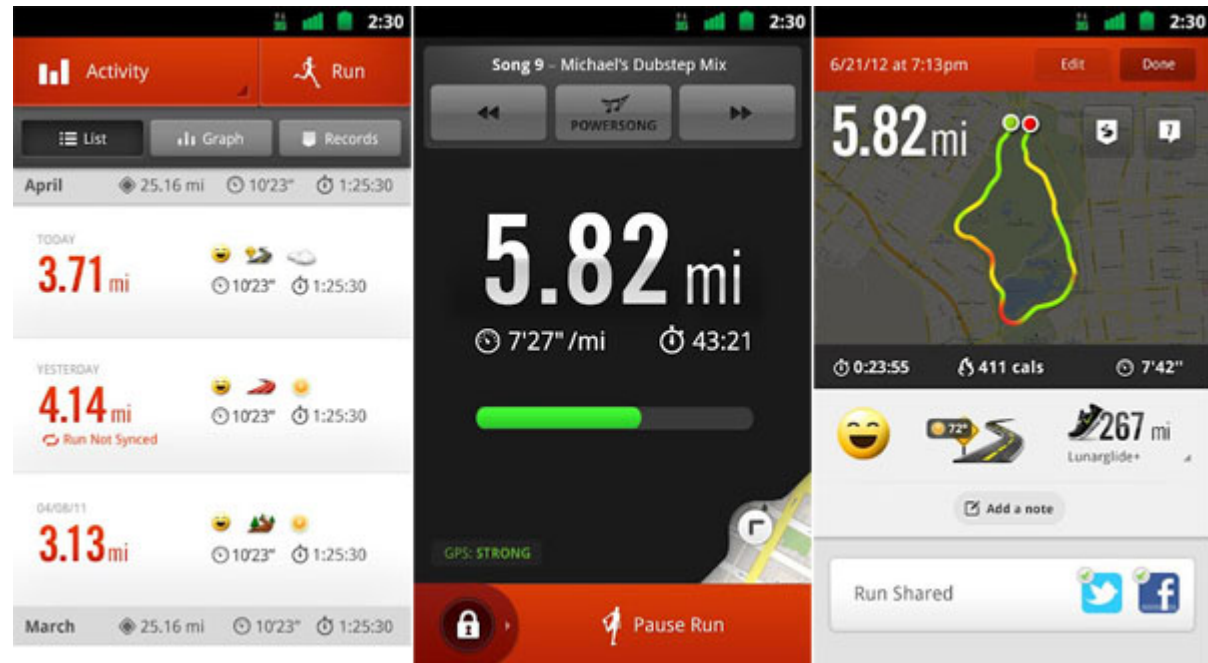 2:30
Activity
Run
List
Graph
Records
April 25.16 mi 10'23" 1:25:30
TODAY
3.71 mi
10'23" 1:25:30
YESTERDAY
4.14 mi
10'23" 1:25:30
Run Not Synced
04/08/11
3.13 mi
10'23" 1:25:30
March 25.16 mi 10'23" 1:25:30
2:30
Song 9 – Michael's Dubstep Mix
POWERSONG
5.82 mi
7'27"/mi 43:21
GPS: STRONG
Pause Run
2:30
6/21/12 at 7:13pm Edit Done
5.82 mi
0:23:55 411 cals 7'42"
72°
267 mi
Lunarglide+
Add a note
Run Shared